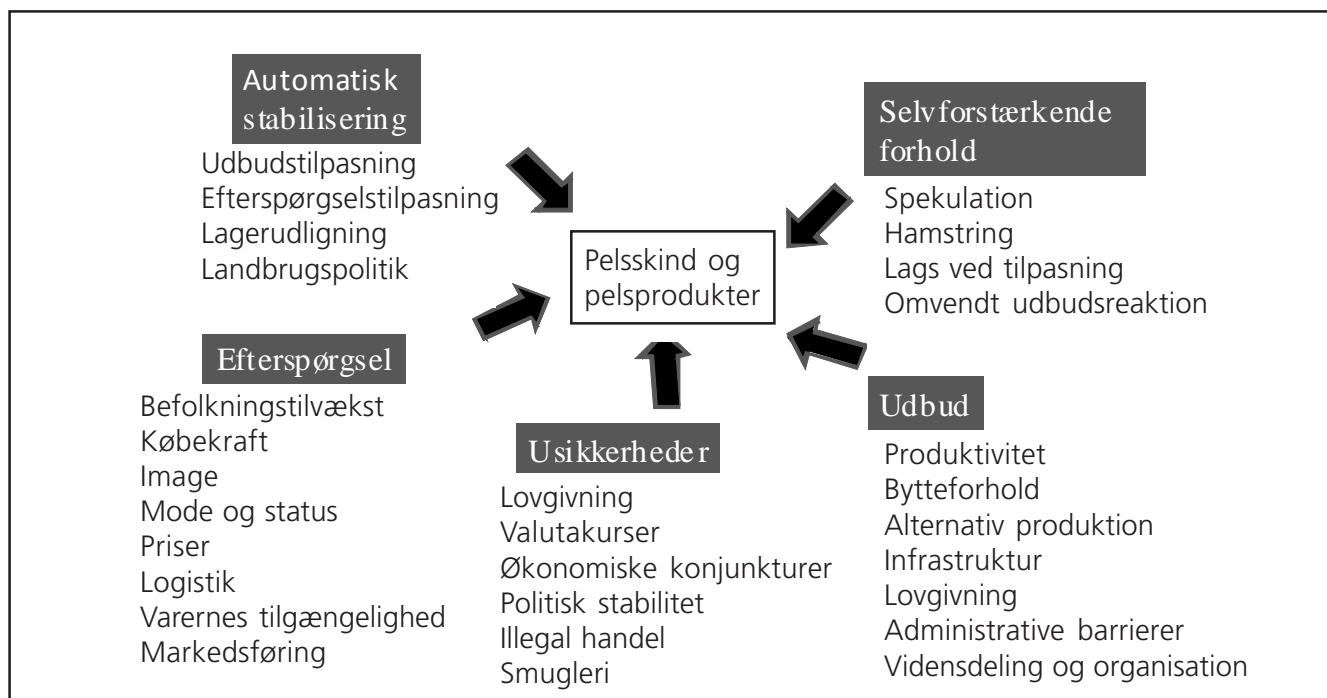 Automatisk
stabilisering
Udbudstilpasning
Efterspørgselstilpasning
Lagerudligning
Landbrugspolitik
Selvforstærkende
forhold
Spekulation
Hamstring
Lags ved tilpasning
Omvendt udbudsreaktion
Pelsskind og
pelsprodukter
Efterspørgsel
Befolkningstilvækst
Købekraft
Image
Mode og status
Priser
Logistik
Varernes tilgængelighed
Markedsføring
Usikkerheder
Lovgivning
Valutakurser
Økonomiske konjunkturer
Politisk stabilitet
Illegal handel
Smugleri
Udbud
Produktivitet
Bytteforhold
Alternativ produktion
Infrastruktur
Lovgivning
Administrative barrierer
Vidensdeling og organisation